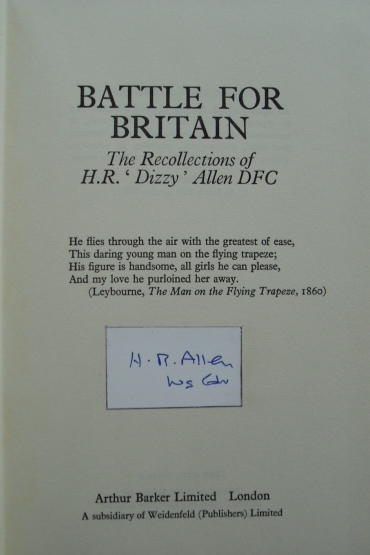 BATTLE FOR
BRITAIN
The Recollections of
H.R. ‘ Dizzy ’ Allen DFC
He flies through the air with the greatest of ease,
This daring young man on the flying trapeze;
His figure is handsome, all girls he can please,
And my love he purloined her away.
(Leybourne, The Man on the Flying Trapeze, 1860)
H. R. Allen
Wg Cdr
Arthur Barker Limited London
A subsidiary of Weidenfeld (Publishers) Limited